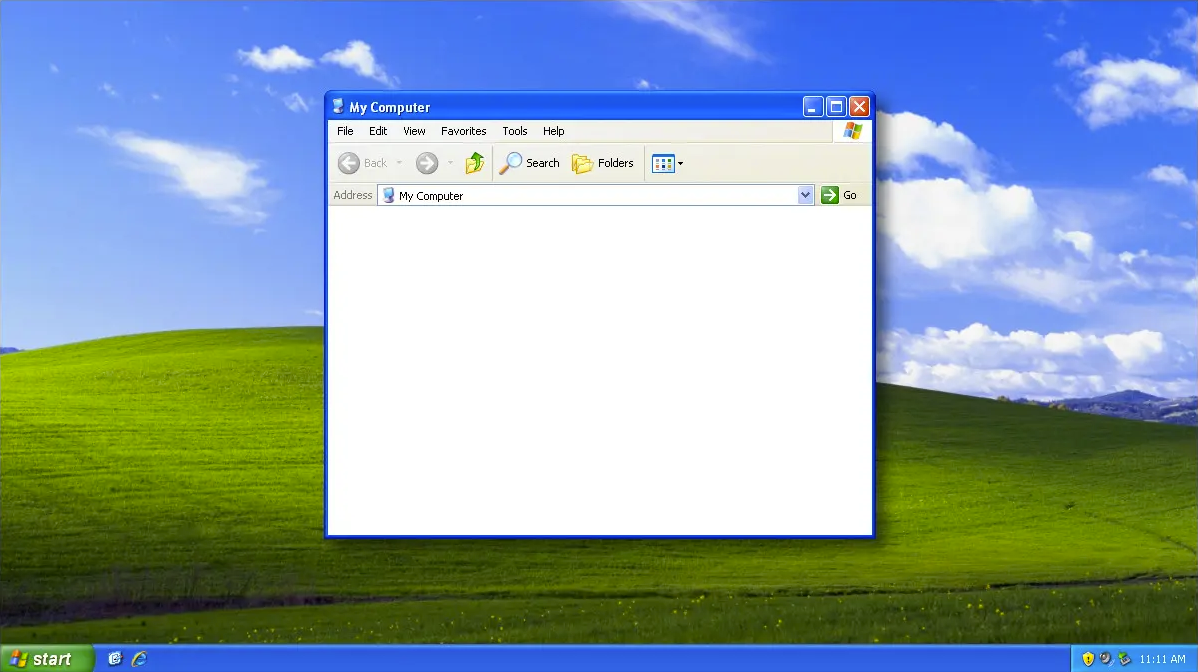 My Computer
File Edit View Favorites Tools Help
Back Search Folders
Address My Computer Go
start 11:11 AM